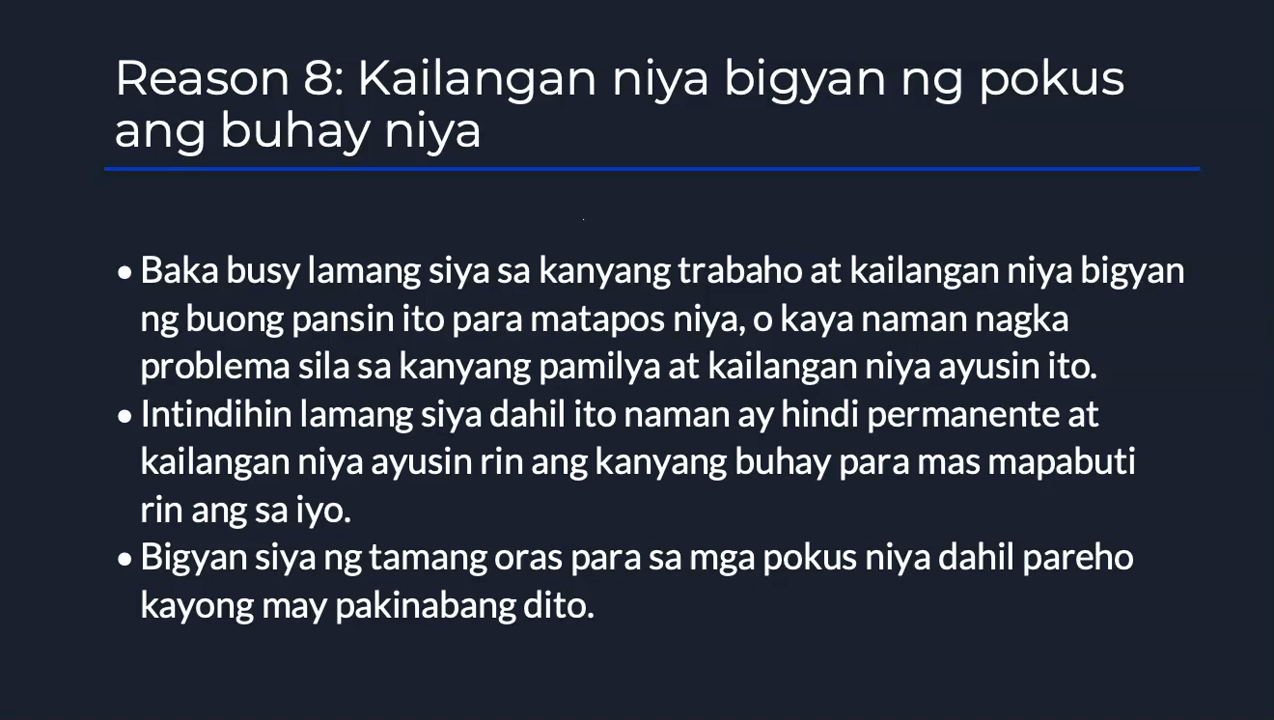 Reason 8: Kailangan niya bigyan ng pokus
ang buhay niya
• Baka busy lamang siya sa kanyang trabaho at kailangan niya bigyan
ng buong pansin ito para matapos niya, o kaya naman nagka
problema sila sa kanyang pamilya at kailangan niya ayusin ito.
• Intindihin lamang siya dahil ito naman ay hindi permanente at
kailangan niya ayusin rin ang kanyang buhay para mas mapabuti
rin ang sa iyo.
• Bigyan siya ng tamang oras para sa mga pokus niya dahil pareho
kayong may pakinabang dito.